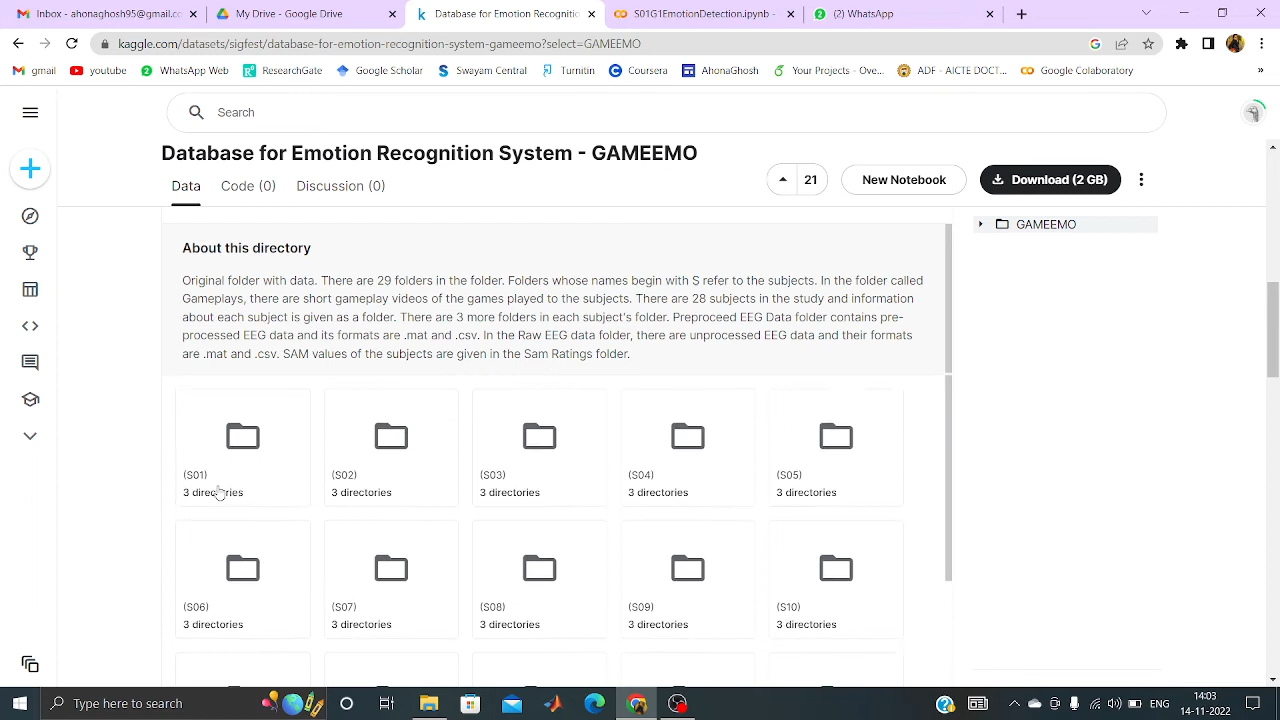 Inbox - ahonaghosh95@gmail.c
My Directory - Google Drive
Database for Emotion Recognitic
S01G1EmotionDetection.ipynb -
(2) WhatsApp
kaggle.com/datasets/sigfest/database-for-emotion-recognition-system-gameemo?select=GAMEEMO
gmail
youtube
WhatsApp Web
ResearchGate
Google Scholar
Swayam Central
Turnitin
Coursera
AhonaGhosh
Your Projects - Ove...
ADF - AICTE DOCT...
Google Colaboratory
»
Search
Database for Emotion Recognition System - GAMEEMO
Data
Code (0)
Discussion (0)
21
New Notebook
Download (2 GB)
About this directory
GAMEEMO
Original folder with data. There are 29 folders in the folder. Folders whose names begin with S refer to the subjects. In the folder called
Gameplays, there are short gameplay videos of the games played to the subjects. There are 28 subjects in the study and information
about each subject is given as a folder. There are 3 more folders in each subject's folder. Preproceed EEG Data folder contains pre-
processed EEG data and its formats are .mat and .csv. In the Raw EEG data folder, there are unprocessed EEG data and their formats
are .mat and .csv. SAM values of the subjects are given in the Sam Ratings folder.
(S01)
3 directories
(S02)
3 directories
(S03)
3 directories
(S04)
3 directories
(S05)
3 directories
(S06)
3 directories
(S07)
3 directories
(S08)
3 directories
(S09)
3 directories
(S10)
3 directories
Type here to search
ENG
14:03
14-11-2022